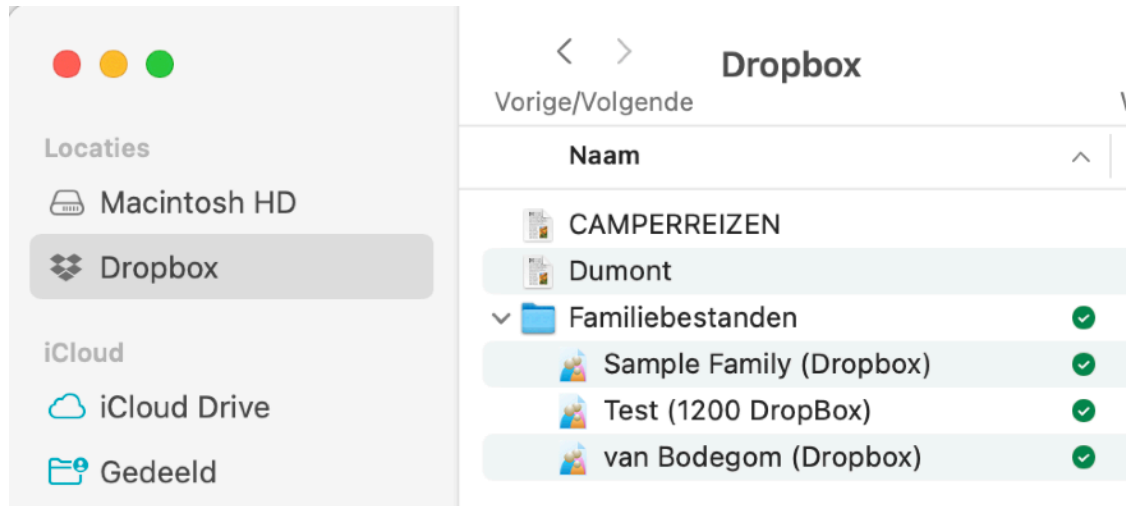 Locaties
Macintosh HD
Dropbox
iCloud
iCloud Drive
Gedeeld
Dropbox
Vorige/Volgende
Naam
CAMPERREIZEN
Dumont
Familiebestanden
Sample Family (Dropbox)
Test (1200 DropBox)
van Bodegom (Dropbox)